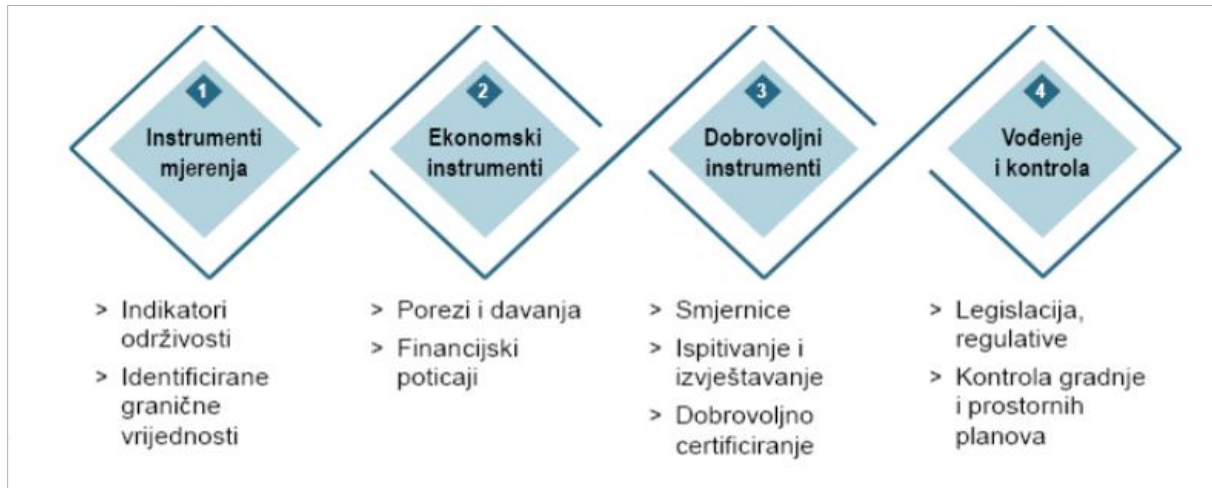 1
Instrumenti
mjerenja
> Indikatori
održivosti
> Identificirane
granične
vrijednosti
2
Ekonomski
instrumenti
> Porezi i davanja
> Financijski
poticaji
3
Dobrovoljni
instrumenti
> Smjernice
> Ispitivanje i
izvještavanje
> Dobrovoljno
certificiranje
4
Vođenje
i kontrola
> Legislacija,
regulative
> Kontrola gradnje
i prostornih
planova